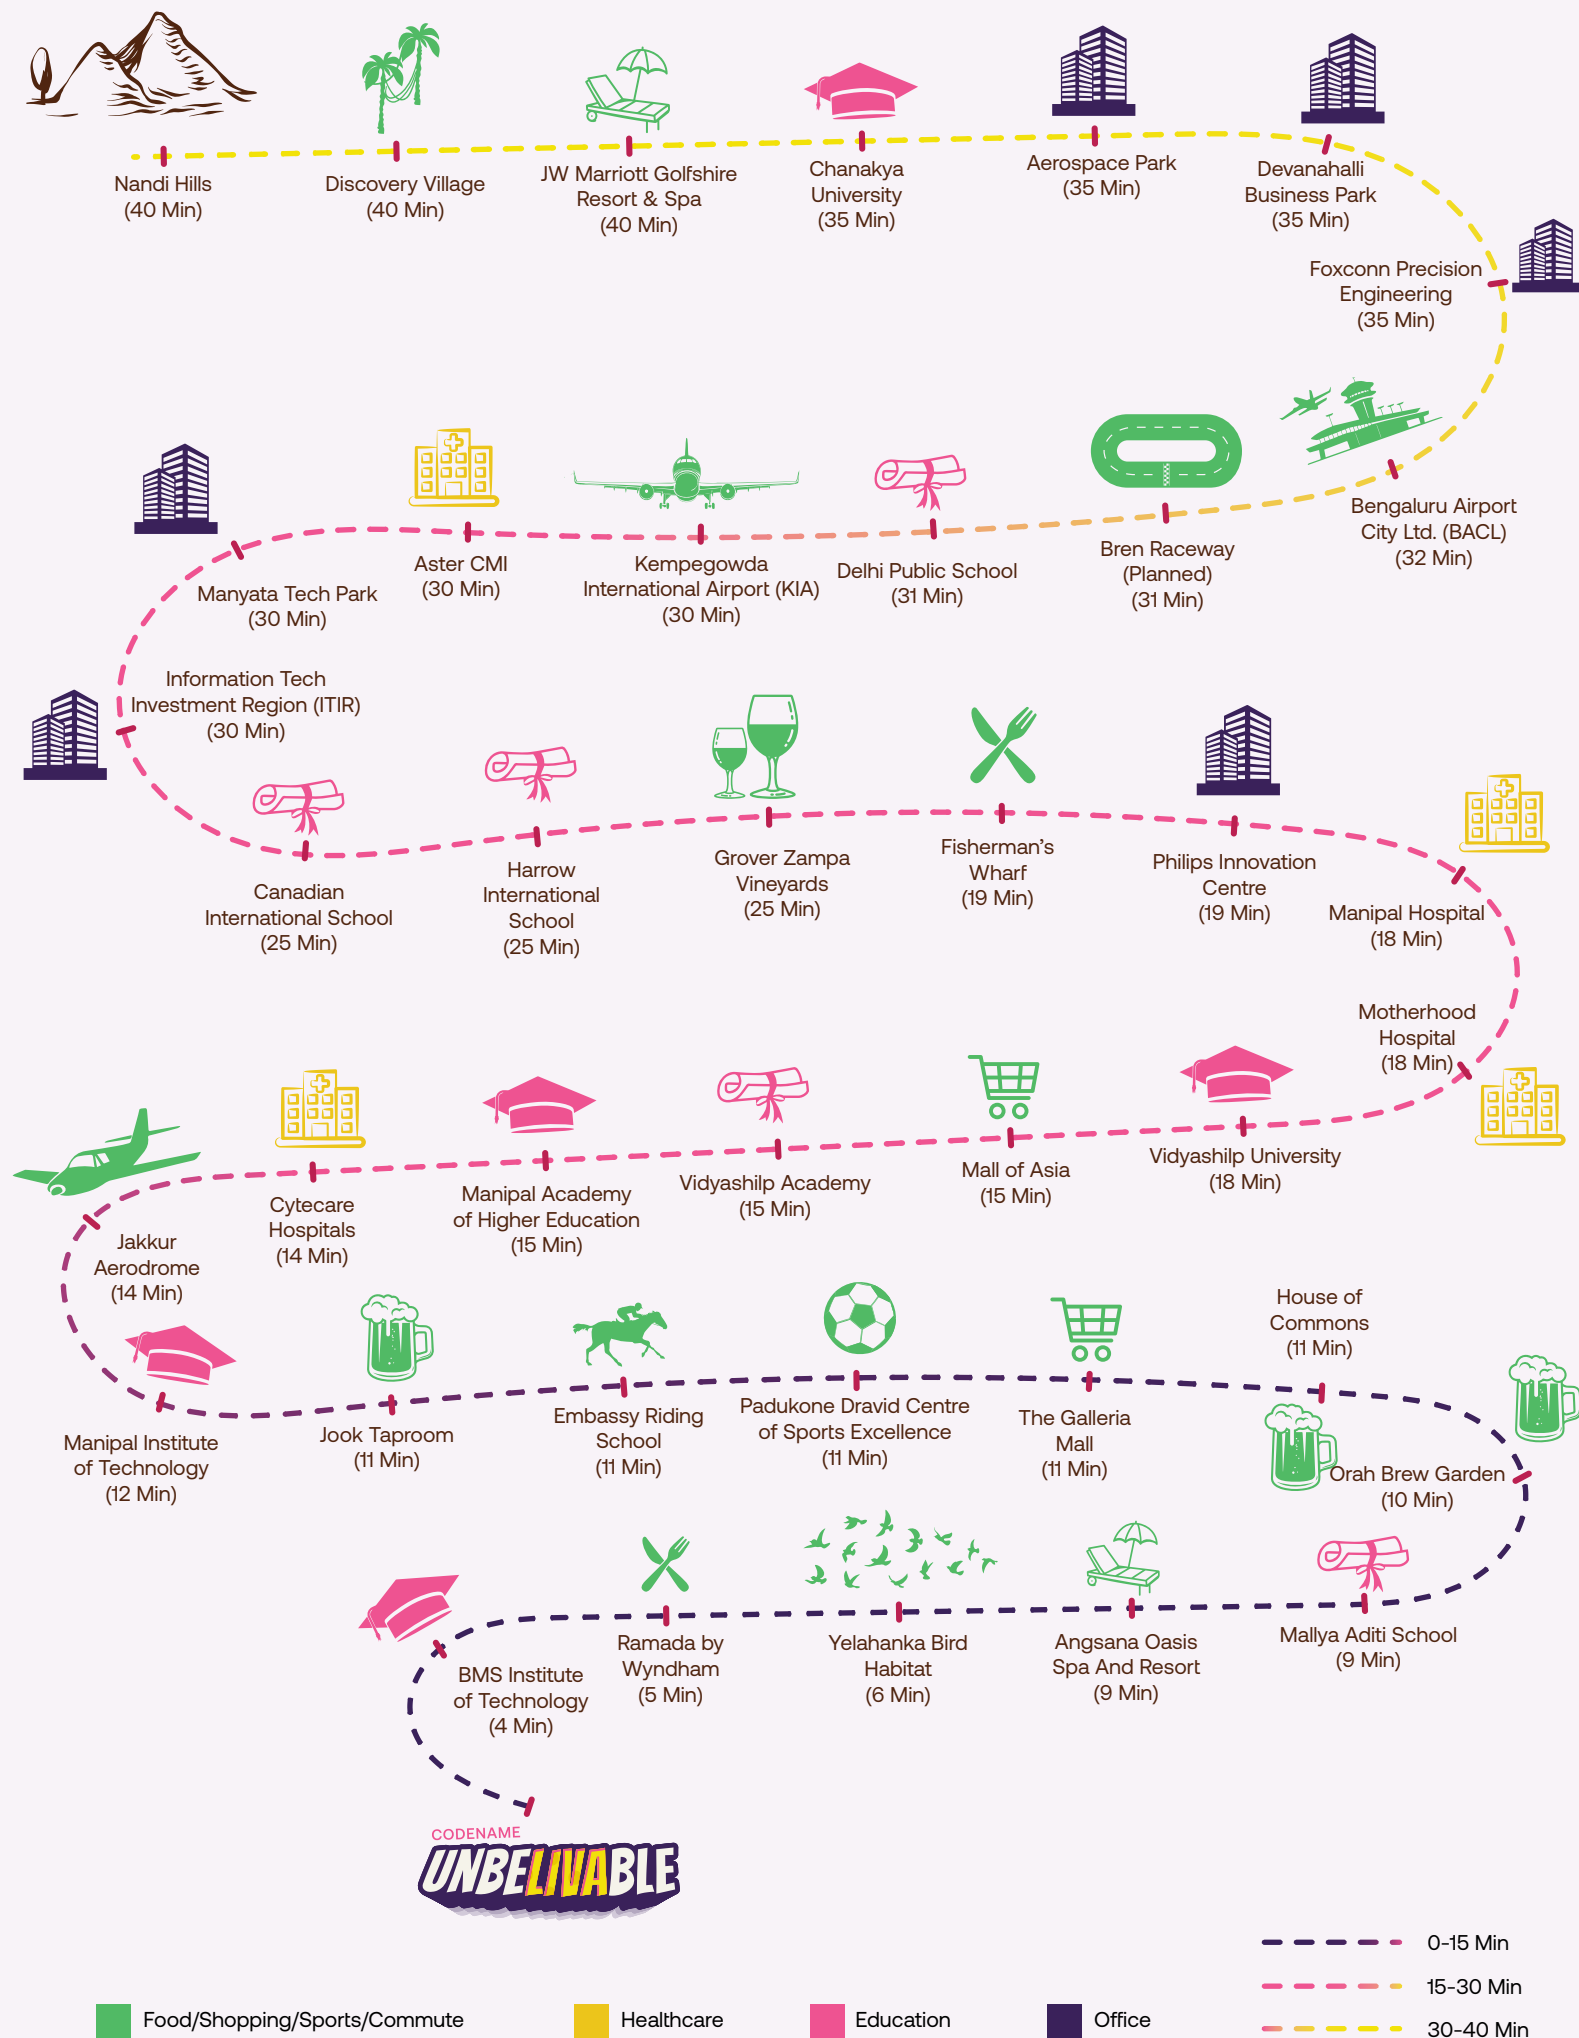 Nandi Hills
(40 Min)
Discovery Village
(40 Min)
JW Marriott Golfshire
Resort & Spa
(40 Min)
Chanakya
University
(35 Min)
Aerospace Park
(35 Min)
Devanahalli
Business Park
(35 Min)
Foxconn Precision
Engineering
(35 Min)
Bengaluru Airport
City Ltd. (BACL)
(32 Min)
Bren Raceway
(Planned)
(31 Min)
Delhi Public School
(31 Min)
Kempegowda
International Airport (KIA)
(30 Min)
Aster CMI
(30 Min)
Manyata Tech Park
(30 Min)
Information Tech
Investment Region (ITIR)
(30 Min)
Canadian
International School
(25 Min)
Harrow
International
School
(25 Min)
Grover Zampa
Vineyards
(25 Min)
Fisherman’s
Wharf
(19 Min)
Philips Innovation
Centre
(19 Min)
Manipal Hospital
(18 Min)
Motherhood
Hospital
(18 Min)
Vidyashilp University
(18 Min)
Mall of Asia
(15 Min)
Vidyashilp Academy
(15 Min)
Manipal Academy
of Higher Education
(15 Min)
Cytecare
Hospitals
(14 Min)
Jakkur
Aerodrome
(14 Min)
Manipal Institute
of Technology
(12 Min)
Jook Taproom
(11 Min)
Embassy Riding
School
(11 Min)
Padukone Dravid Centre
of Sports Excellence
(11 Min)
The Galleria
Mall
(11 Min)
House of
Commons
(11 Min)
Orah Brew Garden
(10 Min)
Mallya Aditi School
(9 Min)
Angsana Oasis
Spa And Resort
(9 Min)
Yelahanka Bird
Habitat
(6 Min)
Ramada by
Wyndham
(5 Min)
BMS Institute
of Technology
(4 Min)
CODENAME
UNBELIVABLE
0-15 Min
15-30 Min
30-40 Min
Food/Shopping/Sports/Commute
Healthcare
Education
Office